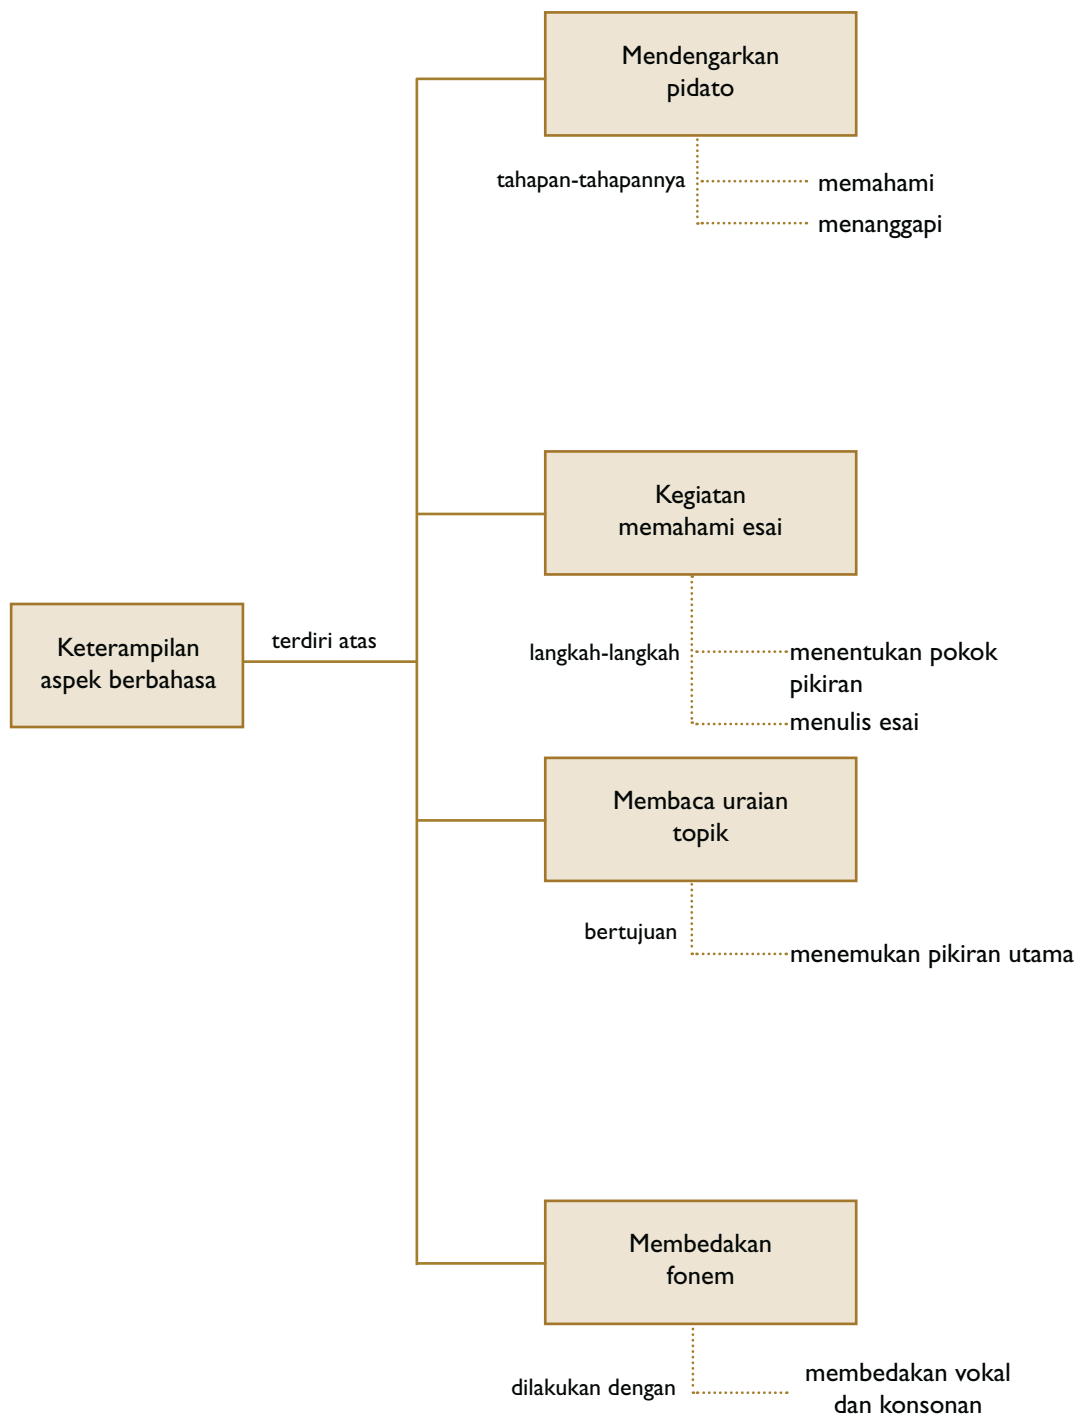 Mendengarkan
pidato
tahapan-tahapannya
memahami
menanggapi
Kegiatan
memahami esai
Keterampilan
aspek berbahasa
terdiri atas
langkah-langkah
menentukan pokok
pikiran
menulis esai
Membaca uraian
topik
bertujuan
menemukan pikiran utama
Membedakan
fonem
dilakukan dengan
membedakan vokal
dan konsonan